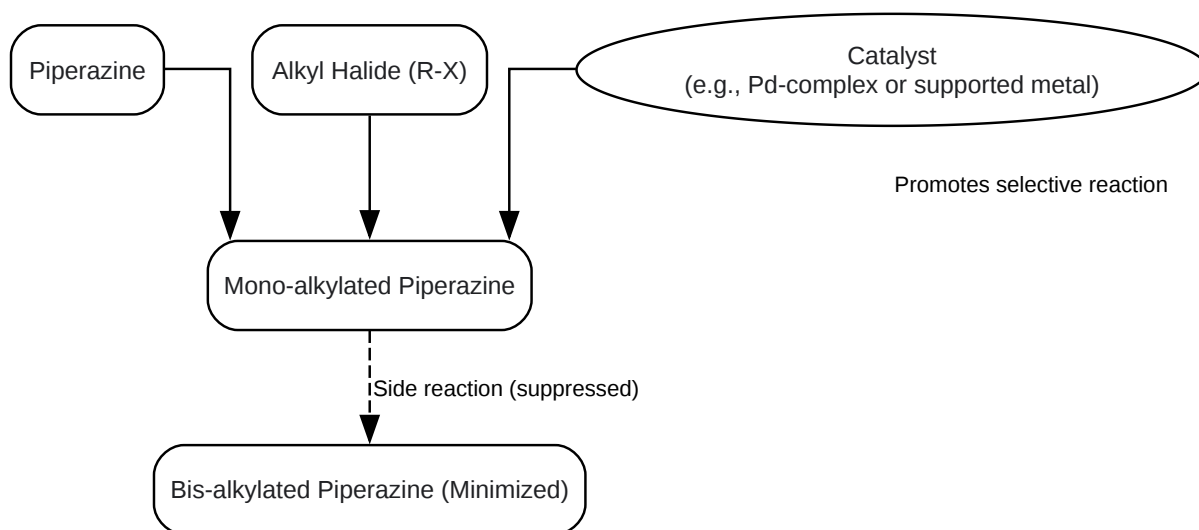 Piperazine
Alkyl Halide (R-X)
Catalyst
(e.g., Pd-complex or supported metal)
Promotes selective reaction
Mono-alkylated Piperazine
Side reaction (suppressed)
Bis-alkylated Piperazine (Minimized)